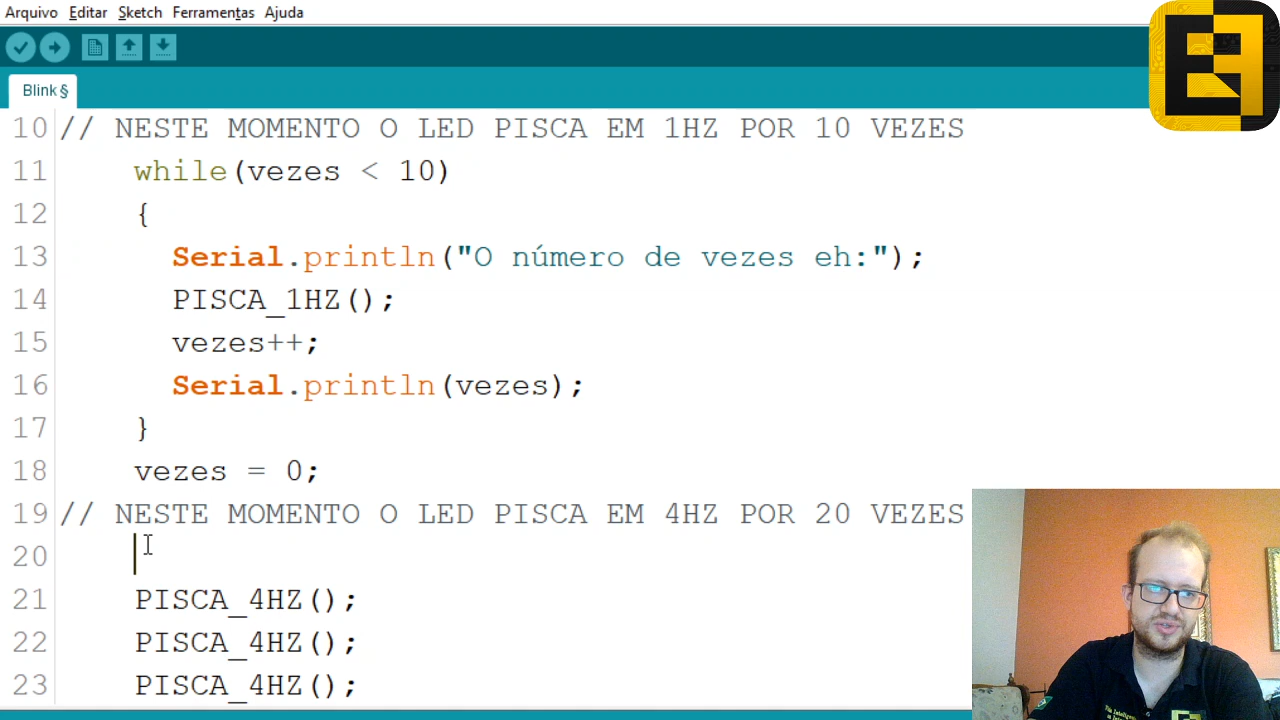 Arquivo Editar Sketch Ferramentas Ajuda
Blink §
10 // NESTE MOMENTO O LED PISCA EM 1HZ POR 10 VEZES
11 while(vezes < 10)
12 {
13 Serial.println("O número de vezes eh:");
14 PISCA_1HZ();
15 vezes++;
16 Serial.println(vezes);
17 }
18 vezes = 0;
19 // NESTE MOMENTO O LED PISCA EM 4HZ POR 20 VEZES
20
21 PISCA_4HZ();
22 PISCA_4HZ();
23 PISCA_4HZ();